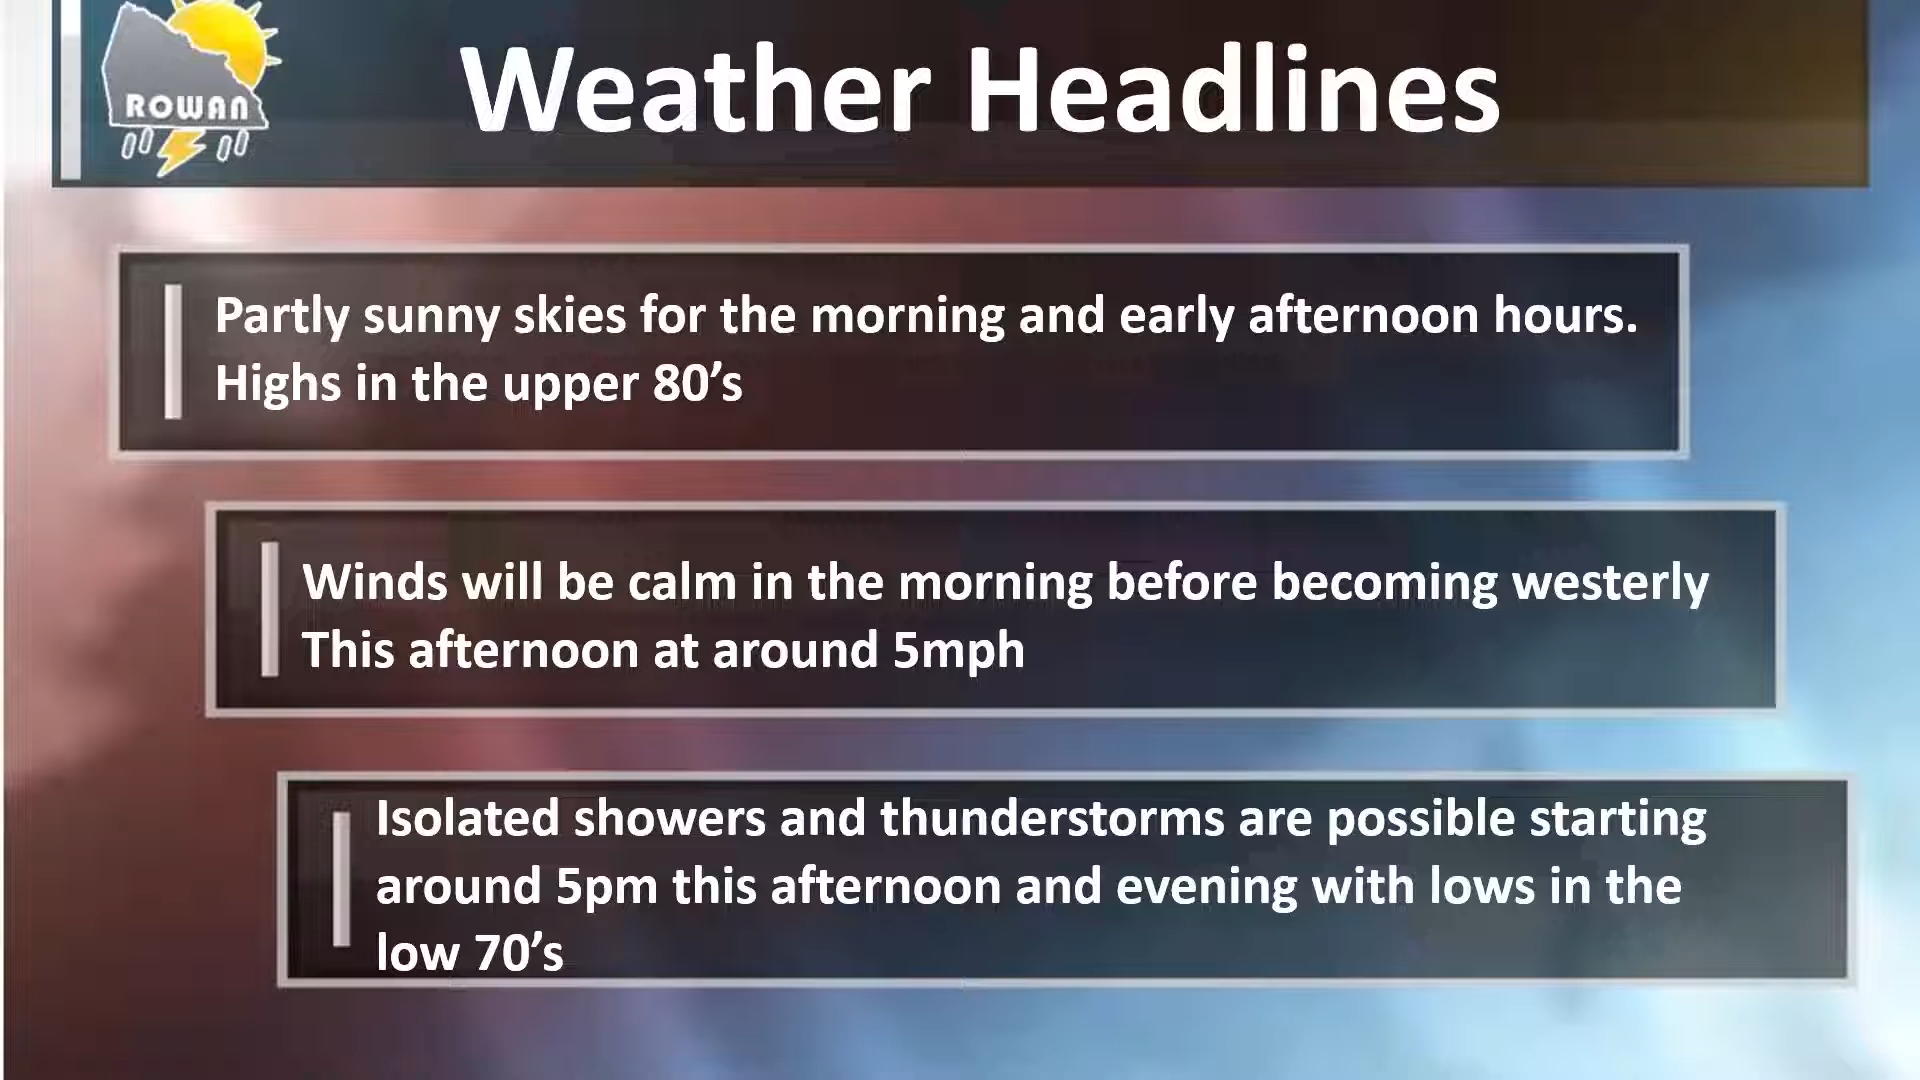 ROWAN
Weather Headlines
Partly sunny skies for the morning and early afternoon hours.
Highs in the upper 80’s
Winds will be calm in the morning before becoming westerly
This afternoon at around 5mph
Isolated showers and thunderstorms are possible starting
around 5pm this afternoon and evening with lows in the
low 70’s